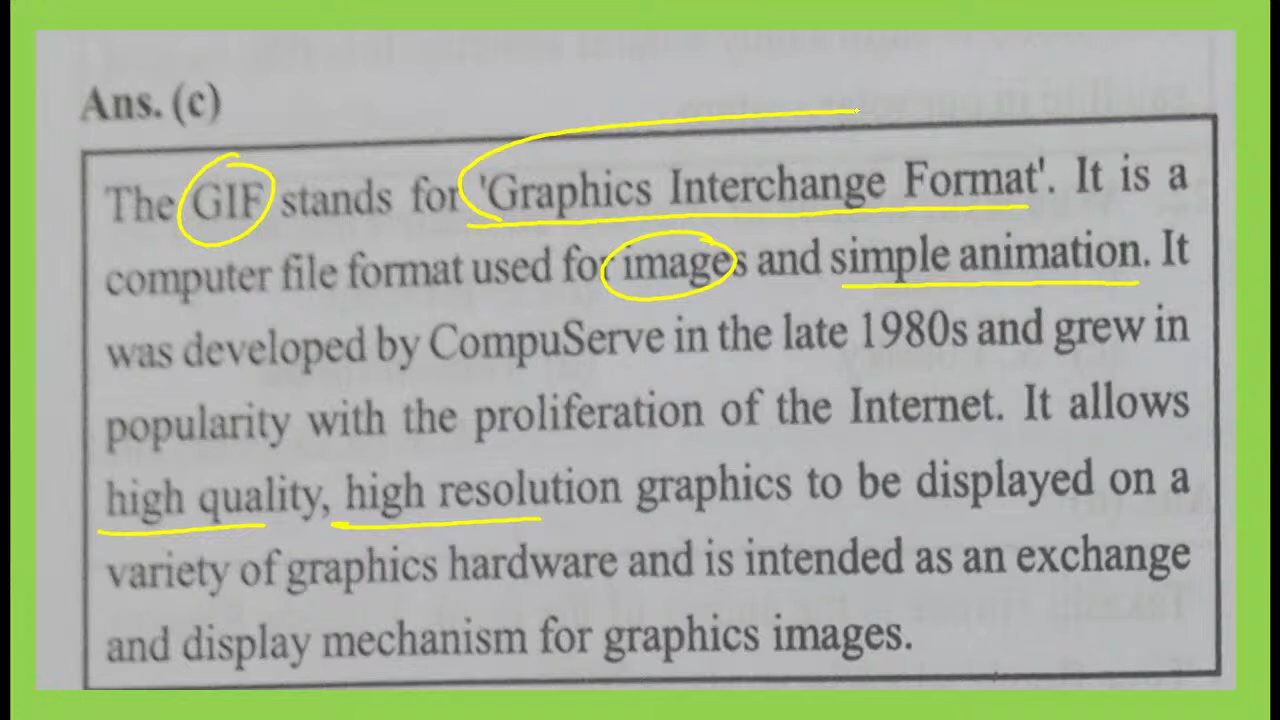 Ans. (c)
The GIF stands for 'Graphics Interchange Format'. It is a
computer file format used for images and simple animation. It
was developed by CompuServe in the late 1980s and grew in
popularity with the proliferation of the Internet. It allows
high quality, high resolution graphics to be displayed on a
variety of graphics hardware and is intended as an exchange
and display mechanism for graphics images.